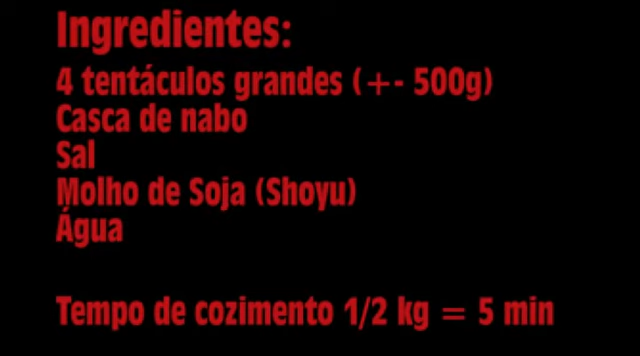 Ingredientes:
4 tentáculos grandes (+- 500g)
Casca de nabo
Sal
Molho de Soja (Shoyu)
Água
Tempo de cozimento 1/2 kg = 5 min